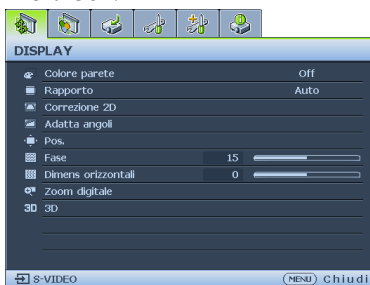 DISPLAY
Colore parete Off
Rapporto Auto
Correzione 2D
Adatta angoli
Pos.
Fase 15
Dimens orizzontali 0
Zoom digitale
3D 3D
S-VIDEO MENU Chiudi